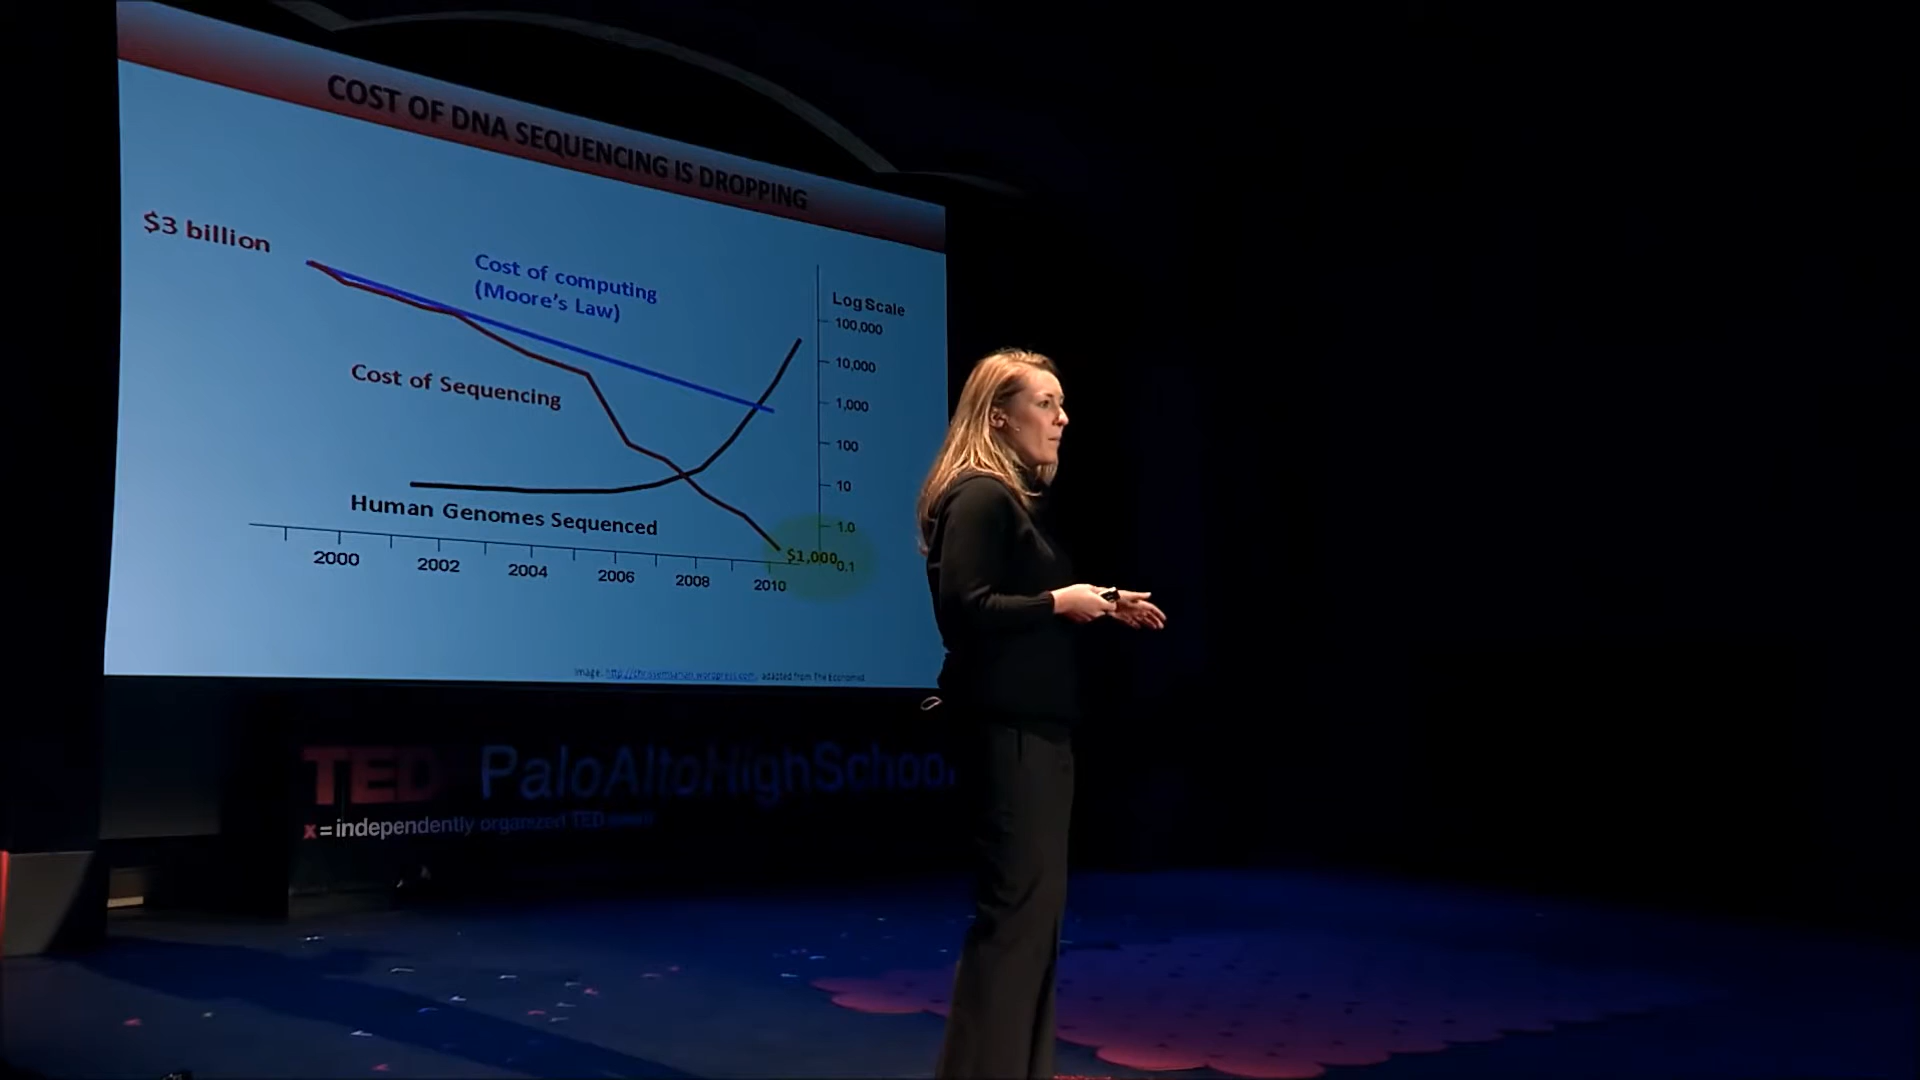 COST OF DNA SEQUENCING IS DROPPING
$3 billion
Cost of computing
(Moore's Law)
Log Scale
100,000
10,000
1,000
100
10
1.0
0.1
Cost of Sequencing
Human Genomes Sequenced
$1,000
2000
2002
2004
2006
2008
2010
Image: adapted from The Economist
TED PaloAltoHighSchool
x = independently organized TED event